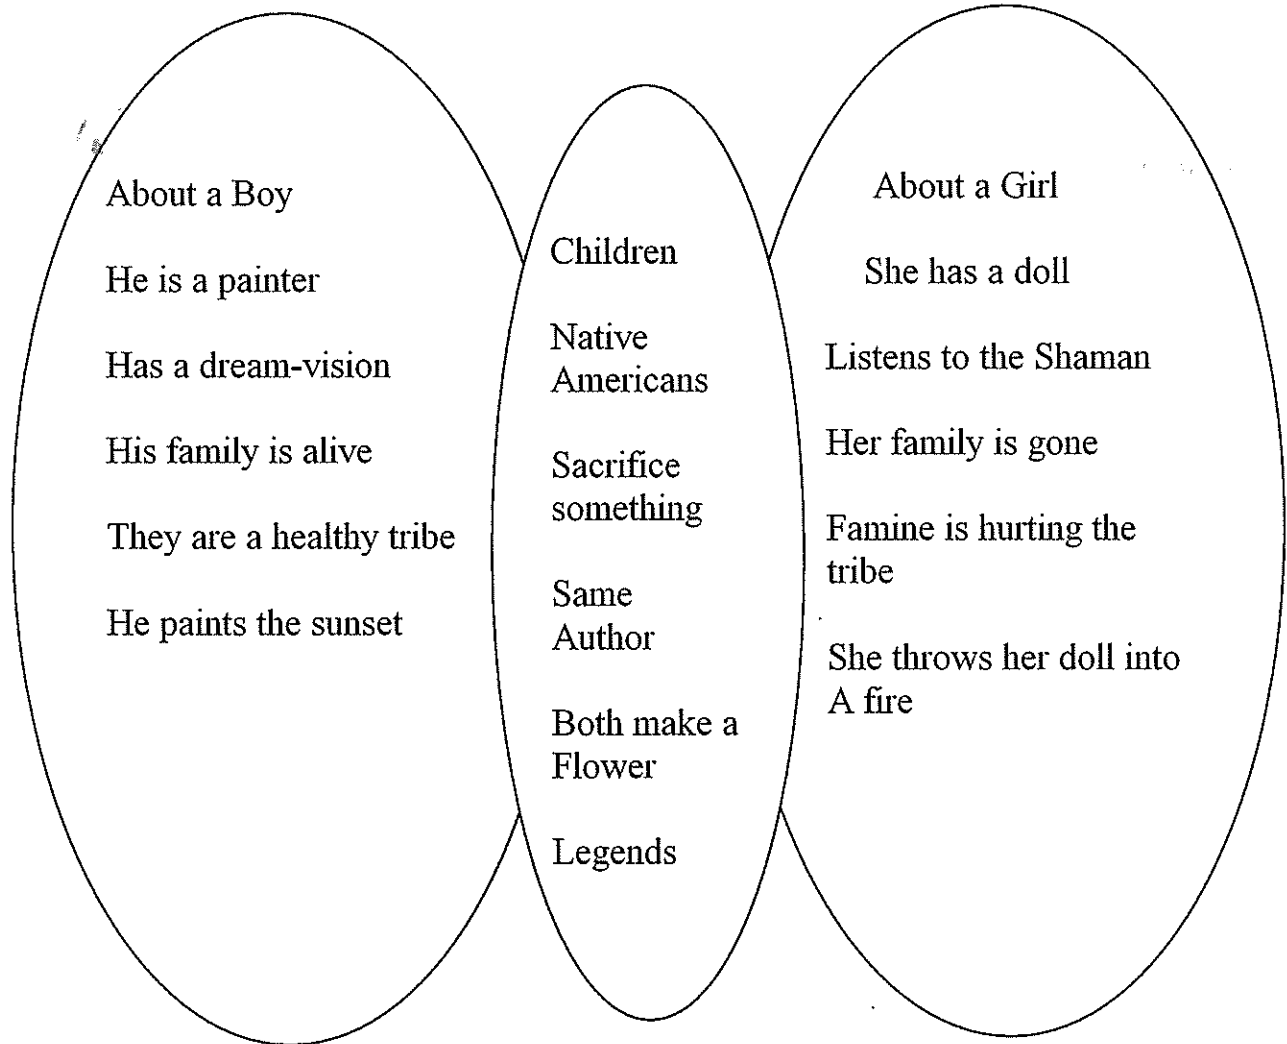 About a Boy
He is a painter
Has a dream-vision
His family is alive
They are a healthy tribe
He paints the sunset
Children
Native
Americans
Sacrifice
something
Same
Author
Both make a
Flower
Legends
About a Girl
She has a doll
Listens to the Shaman
Her family is gone
Famine is hurting the
tribe
She throws her doll into
A fire